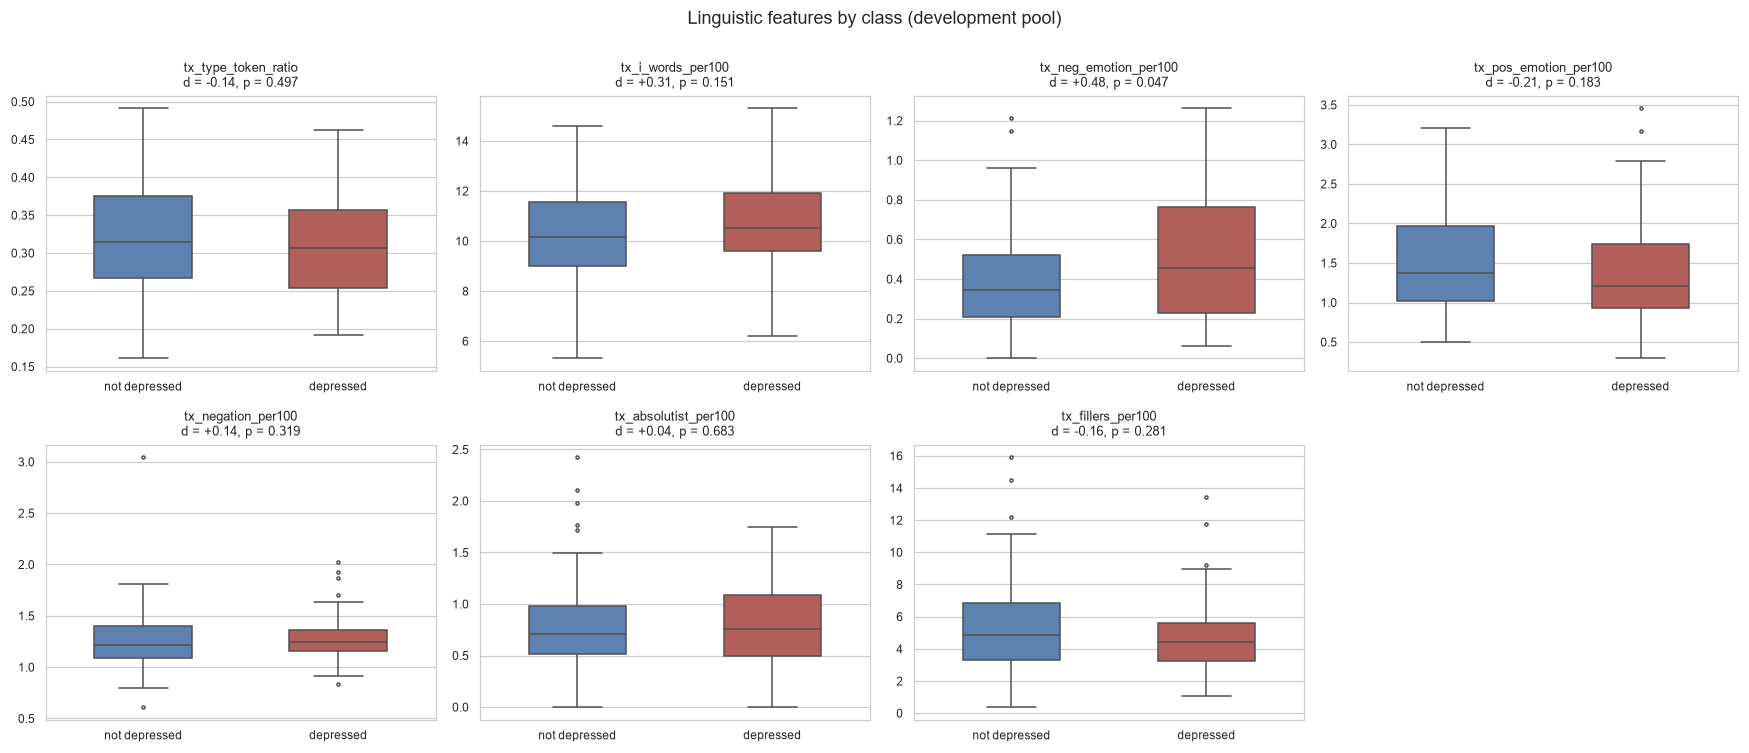 Linguistic features by class (development pool)
tx_type_token_ratio
d = -0.14, p = 0.497
0.50
0.45
0.40
0.35
0.30
0.25
0.20
0.15
not depressed
depressed
tx_i_words_per100
d = +0.31, p = 0.151
14
12
10
8
6
not depressed
depressed
tx_neg_emotion_per100
d = +0.48, p = 0.047
1.2
1.0
0.8
0.6
0.4
0.2
0.0
not depressed
depressed
tx_pos_emotion_per100
d = -0.21, p = 0.183
3.5
3.0
2.5
2.0
1.5
1.0
0.5
not depressed
depressed
tx_negation_per100
d = +0.14, p = 0.319
3.0
2.5
2.0
1.5
1.0
0.5
not depressed
depressed
tx_absolutist_per100
d = +0.04, p = 0.683
2.5
2.0
1.5
1.0
0.5
0.0
not depressed
depressed
tx_fillers_per100
d = -0.16, p = 0.281
16
14
12
10
8
6
4
2
0
not depressed
depressed